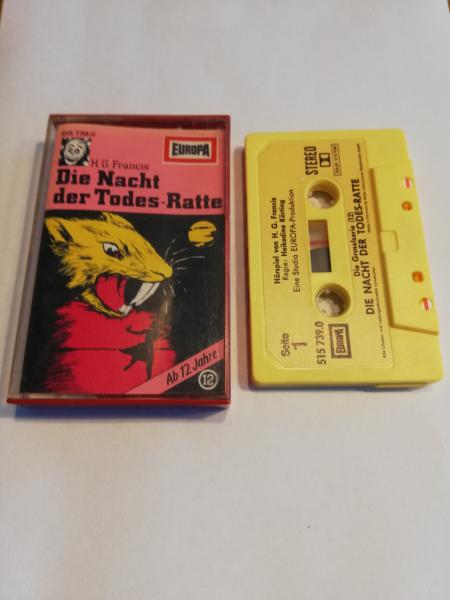 515 739.0
H. G. Francis
EUROPA
Die Nacht
der Todes-Ratte
Ab 12 Jahre
12
STEREO
Hörspiel von H. G. Francis
Regie: Heikedine Körting
Eine Studio EUROPA-Produktion
Die Gruselserie (12)
DIE NACHT DER TODES-RATTE
Seite
1
515 739.0
EUROPA